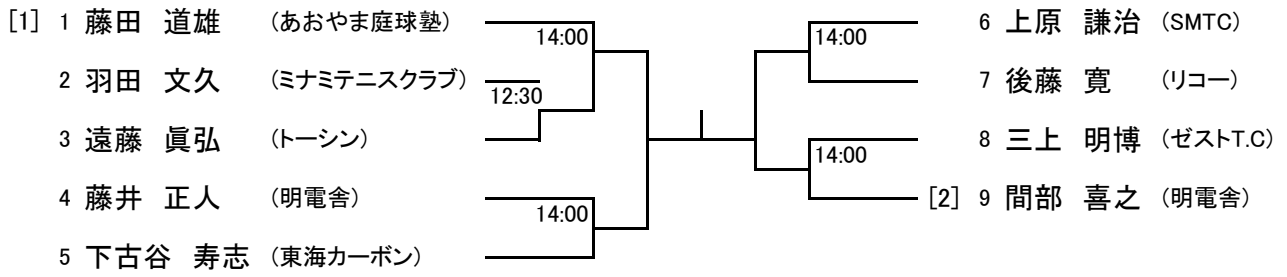 [1] 1 藤田 道雄 (あおやま庭球塾)
14:00
2 羽田 文久 (ミナミテニスクラブ)
12:30
3 遠藤 眞弘 (トーシン)
4 藤井 正人 (明電舎)
14:00
5 下古谷 寿志 (東海カーボン)
6 上原 謙治 (SMTC)
14:00
7 後藤 寛 (リコー)
8 三上 明博 (ゼストT.C)
14:00
[2] 9 間部 喜之 (明電舎)